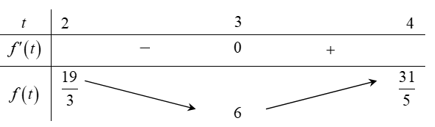 t 2 3 4
f'(t) − 0 +
f(t) 19/3 6 31/5